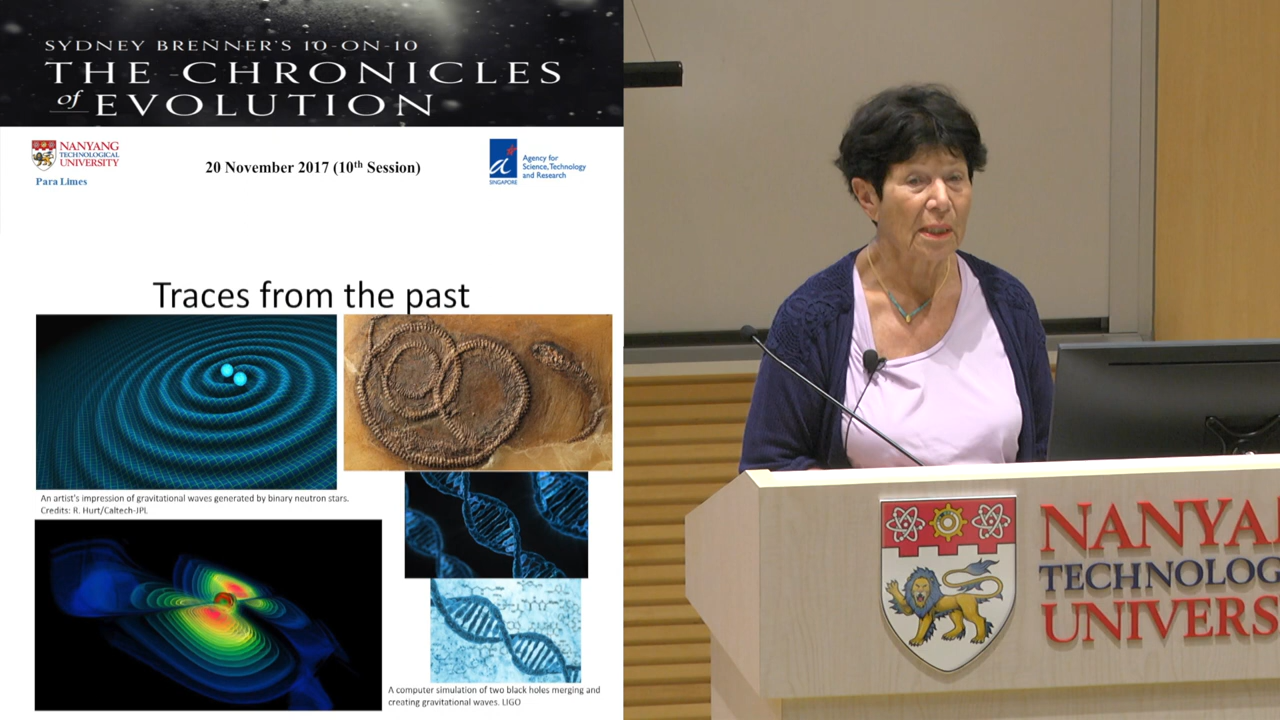 SYDNEY BRENNER'S 10-ON-10
THE CHRONICLES
of EVOLUTION
NANYANG
TECHNOLOGICAL
UNIVERSITY
Para Limes
20 November 2017 (10th Session)
Agency for
Science, Technology
and Research
SINGAPORE
Traces from the past
An artist's impression of gravitational waves generated by binary neutron stars.
Credits: R. Hurt/Caltech-JPL
A computer simulation of two black holes merging and
creating gravitational waves. LIGO
NANYA
TECHNOLOG
UNIVERS